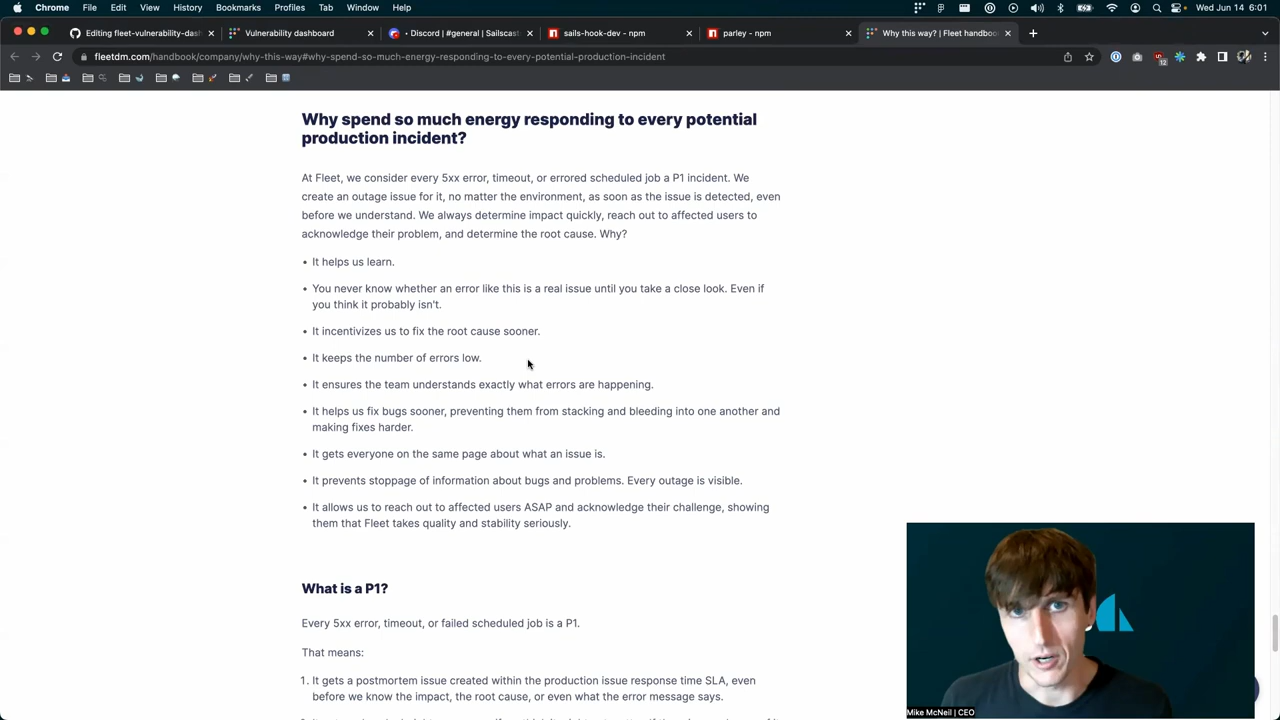 Chrome File Edit View History Bookmarks Profiles Tab Window Help Wed Jun 14 6:01
Editing fleet-vulnerability-das Vulnerability dashboard Discord | #general | Sailscas sails-hook-dev - npm parley - npm Why this way? | Fleet handboo
fleetdm.com/handbook/company/why-this-way#why-spend-so-much-energy-responding-to-every-potential-production-incident
12
Why spend so much energy responding to every potential
production incident?
At Fleet, we consider every 5xx error, timeout, or errored scheduled job a P1 incident. We
create an outage issue for it, no matter the environment, as soon as the issue is detected, even
before we understand. We always determine impact quickly, reach out to affected users to
acknowledge their problem, and determine the root cause. Why?
• It helps us learn.
• You never know whether an error like this is a real issue until you take a close look. Even if
you think it probably isn't.
• It incentivizes us to fix the root cause sooner.
• It keeps the number of errors low.
• It ensures the team understands exactly what errors are happening.
• It helps us fix bugs sooner, preventing them from stacking and bleeding into one another and
making fixes harder.
• It gets everyone on the same page about what an issue is.
• It prevents stoppage of information about bugs and problems. Every outage is visible.
• It allows us to reach out to affected users ASAP and acknowledge their challenge, showing
them that Fleet takes quality and stability seriously.
What is a P1?
Every 5xx error, timeout, or failed scheduled job is a P1.
That means:
1. It gets a postmortem issue created within the production issue response time SLA, even
before we know the impact, the root cause, or even what the error message says.
Mike McNeil | CEO